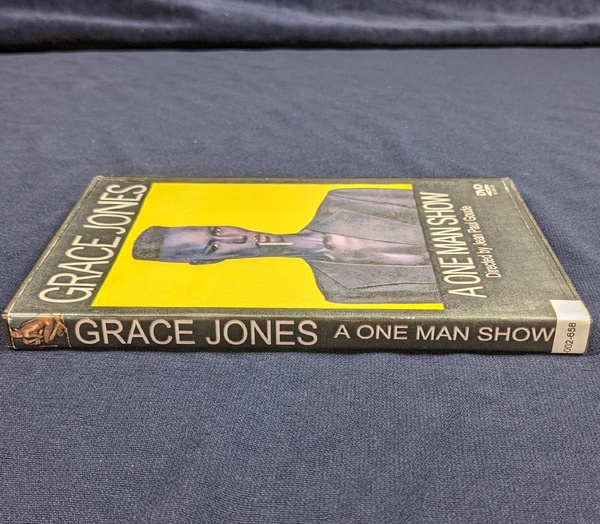 GRACE JONES
A ONE MAN SHOW
Directed by Jean Paul Goude
DVD
GRACE JONES A ONE MAN SHOW
002-658